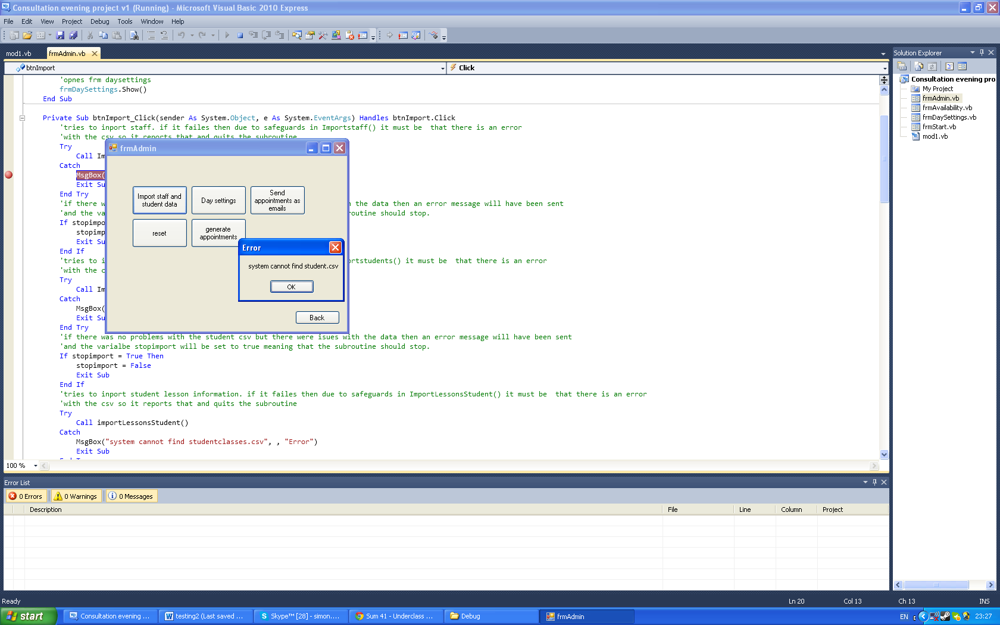 Consultation evening project v1 (Running) - Microsoft Visual Basic 2010 Express
File Edit View Project Debug Tools Window Help
mod1.vb frmAdmin.vb
btnImport Click
'opnes frm daysettings
frmDaySettings.Show()
End Sub
Private Sub btnImport_Click(sender As System.Object, e As System.EventArgs) Handles btnImport.Click
'tries to inport staff. if it failes then due to safeguards in Importstaff() it must be  that there is an error
'with the csv so it reports that and quits the subroutine
Try
Call Im
Catch
MsgBox(
Exit Su
End Try
'if there w the data then an error message will have been sent
'and the va routine should stop.
If stopimpo
stopimp
Exit Su
End If
'tries to i rtstudents() it must be  that there is an error
'with the c
Try
Call Im
Catch
MsgBox(
Exit Su
End Try
'if there was no problems with the student csv but there were isues with the data then an error message will have been sent
'and the varialbe stopimport will be set to true meaning that the subroutine should stop.
If stopimport = True Then
stopimport = False
Exit Sub
End If
'tries to inport student lesson information. if it failes then due to safeguards in ImportLessonsStudent() it must be  that there is an error
'with the csv so it reports that and quits the subroutine
Try
Call importLessonsStudent()
Catch
MsgBox("system cannot find studentclasses.csv", , "Error")
Exit Sub
100 %
frmAdmin
Import staff and
student data
Day settings
Send
appointments as
emails
reset
generate
appointments
Error
system cannot find student.csv
OK
Back
Solution Explorer
Consultation evening pro
My Project
frmAdmin.vb
frmAvailability.vb
frmDaySettings.vb
frmStart.vb
mod1.vb
Error List
0 Errors 0 Warnings 0 Messages
Description File Line Column Project
Ready Ln 20 Col 13 Ch 13 INS
start Consultation evening ... testing2 (Last saved ... Skype™ [28] - simon.... Sum 41 - Underclass ... Debug frmAdmin EN 23:27